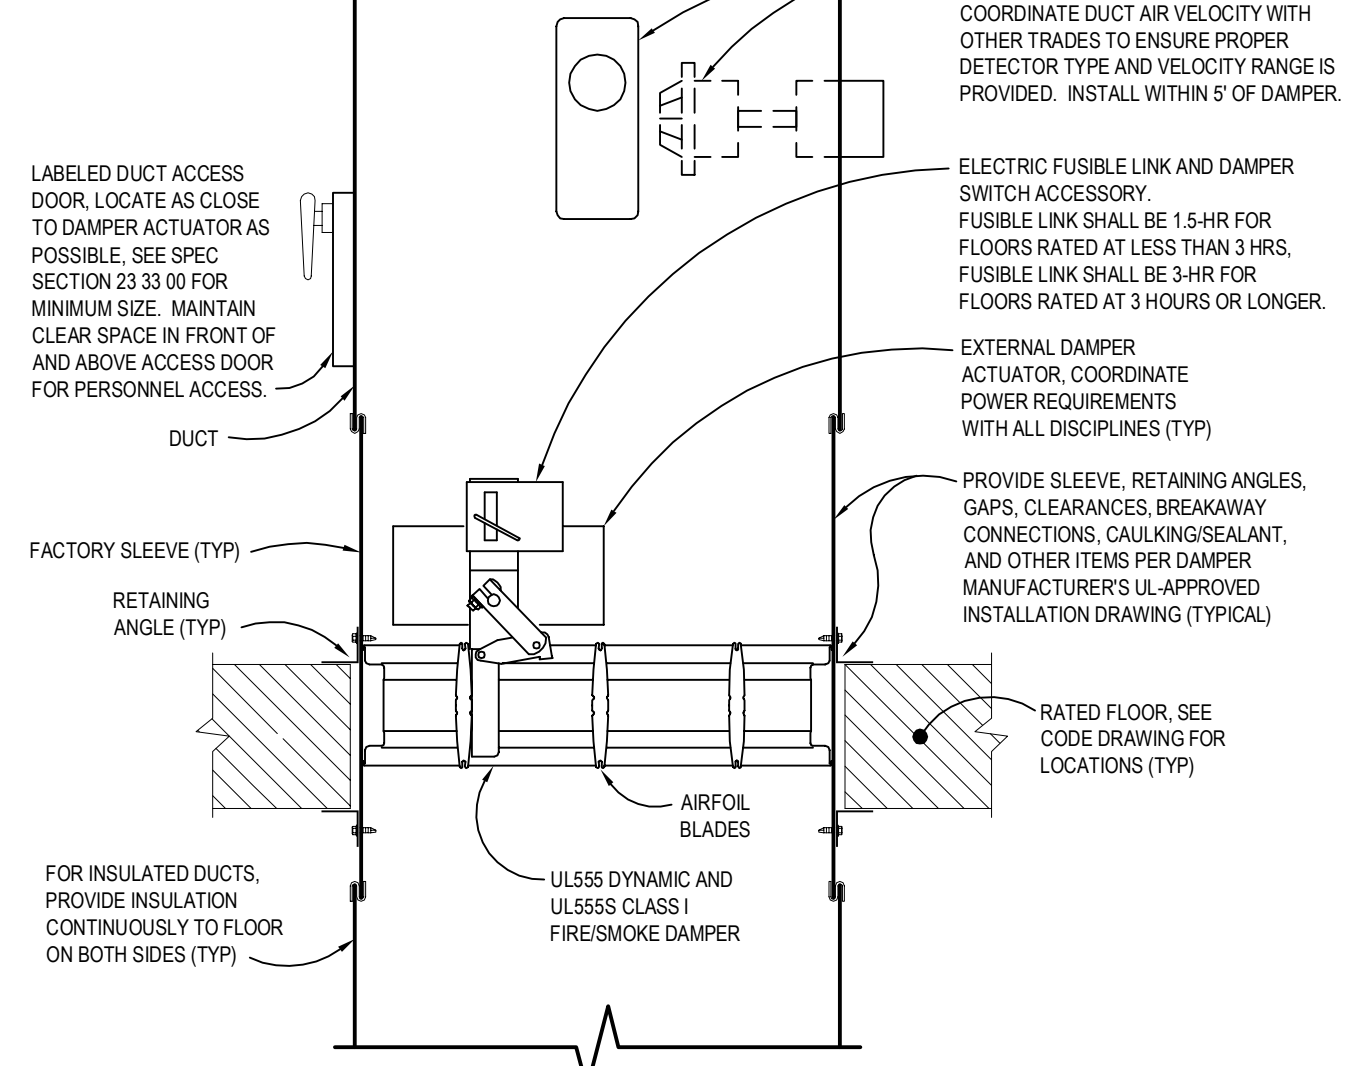 COORDINATE DUCT AIR VELOCITY WITH
OTHER TRADES TO ENSURE PROPER
DETECTOR TYPE AND VELOCITY RANGE IS
PROVIDED. INSTALL WITHIN 5' OF DAMPER.
LABELED DUCT ACCESS
DOOR, LOCATE AS CLOSE
TO DAMPER ACTUATOR AS
POSSIBLE, SEE SPEC
SECTION 23 33 00 FOR
MINIMUM SIZE. MAINTAIN
CLEAR SPACE IN FRONT OF
AND ABOVE ACCESS DOOR
FOR PERSONNEL ACCESS.
ELECTRIC FUSIBLE LINK AND DAMPER
SWITCH ACCESSORY.
FUSIBLE LINK SHALL BE 1.5-HR FOR
FLOORS RATED AT LESS THAN 3 HRS,
FUSIBLE LINK SHALL BE 3-HR FOR
FLOORS RATED AT 3 HOURS OR LONGER.
EXTERNAL DAMPER
ACTUATOR, COORDINATE
POWER REQUIREMENTS
WITH ALL DISCIPLINES (TYP)
DUCT
PROVIDE SLEEVE, RETAINING ANGLES,
GAPS, CLEARANCES, BREAKAWAY
CONNECTIONS, CAULKING/SEALANT,
AND OTHER ITEMS PER DAMPER
MANUFACTURER'S UL-APPROVED
INSTALLATION DRAWING (TYPICAL)
FACTORY SLEEVE (TYP)
RETAINING
ANGLE (TYP)
RATED FLOOR, SEE
CODE DRAWING FOR
LOCATIONS (TYP)
AIRFOIL
BLADES
FOR INSULATED DUCTS,
PROVIDE INSULATION
CONTINUOUSLY TO FLOOR
ON BOTH SIDES (TYP)
UL555 DYNAMIC AND
UL555S CLASS I
FIRE/SMOKE DAMPER